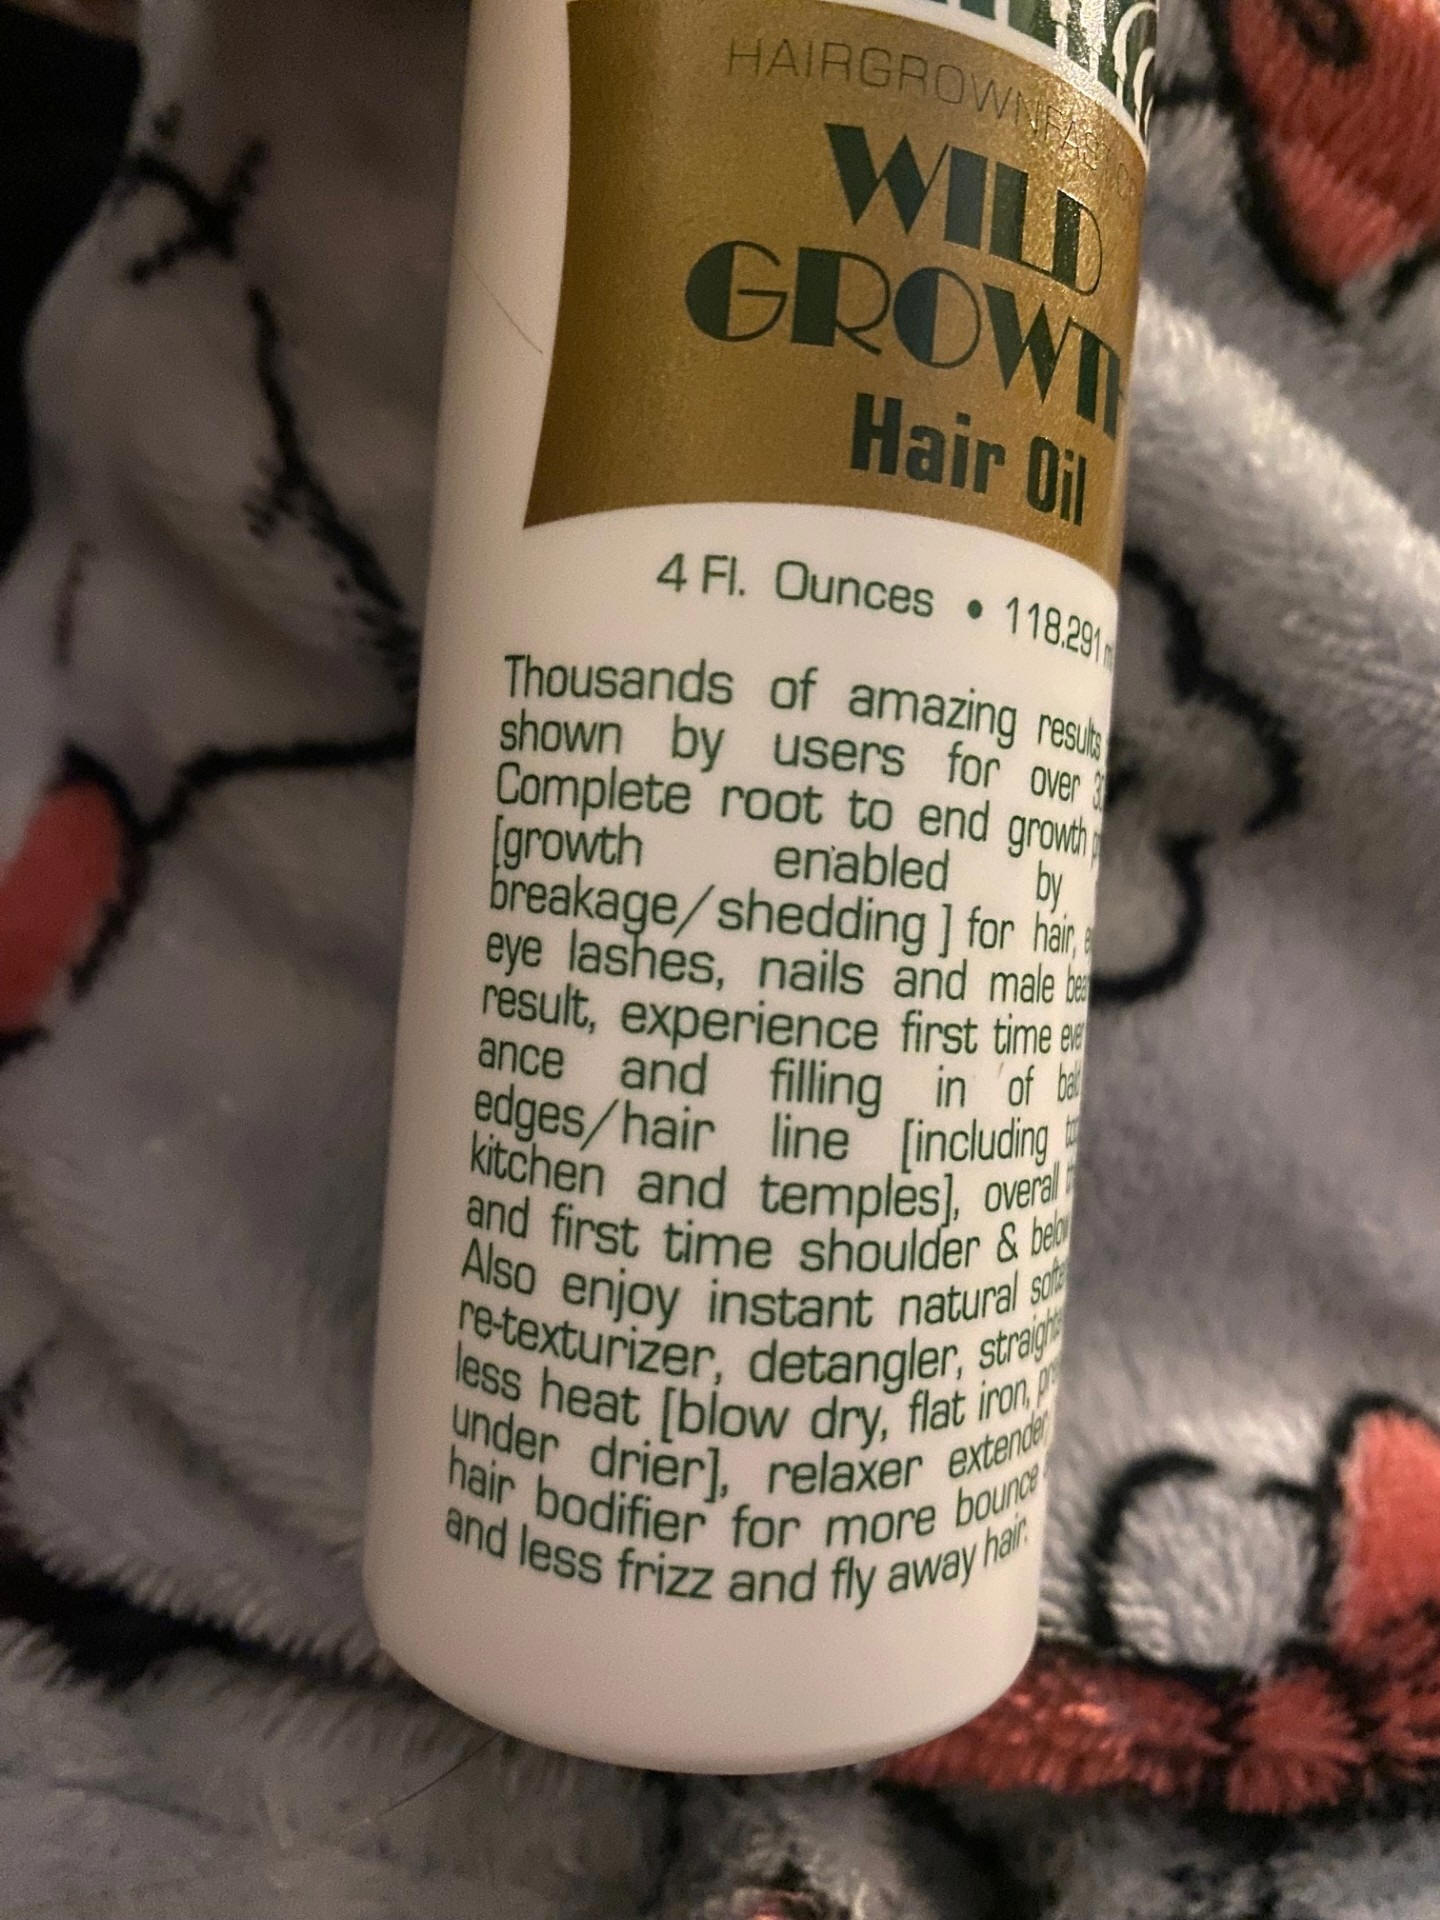 HAIRGROWNFAST
WILD
GROWTH
Hair Oil
4 Fl. Ounces • 118.291
Thousands of amazing results
shown by users for over
Complete root to end growth
[growth enabled by
breakage/shedding ] for hair,
eye lashes, nails and male
result, experience first time
ance and filling in of
edges/hair line [including
kitchen and temples], overall
and first time shoulder & below
Also enjoy instant natural
re-texturizer, detangler,
less heat [blow dry, flat iron,
under drier], relaxer extender
hair bodifier for more bounce
and less frizz and fly away hair.